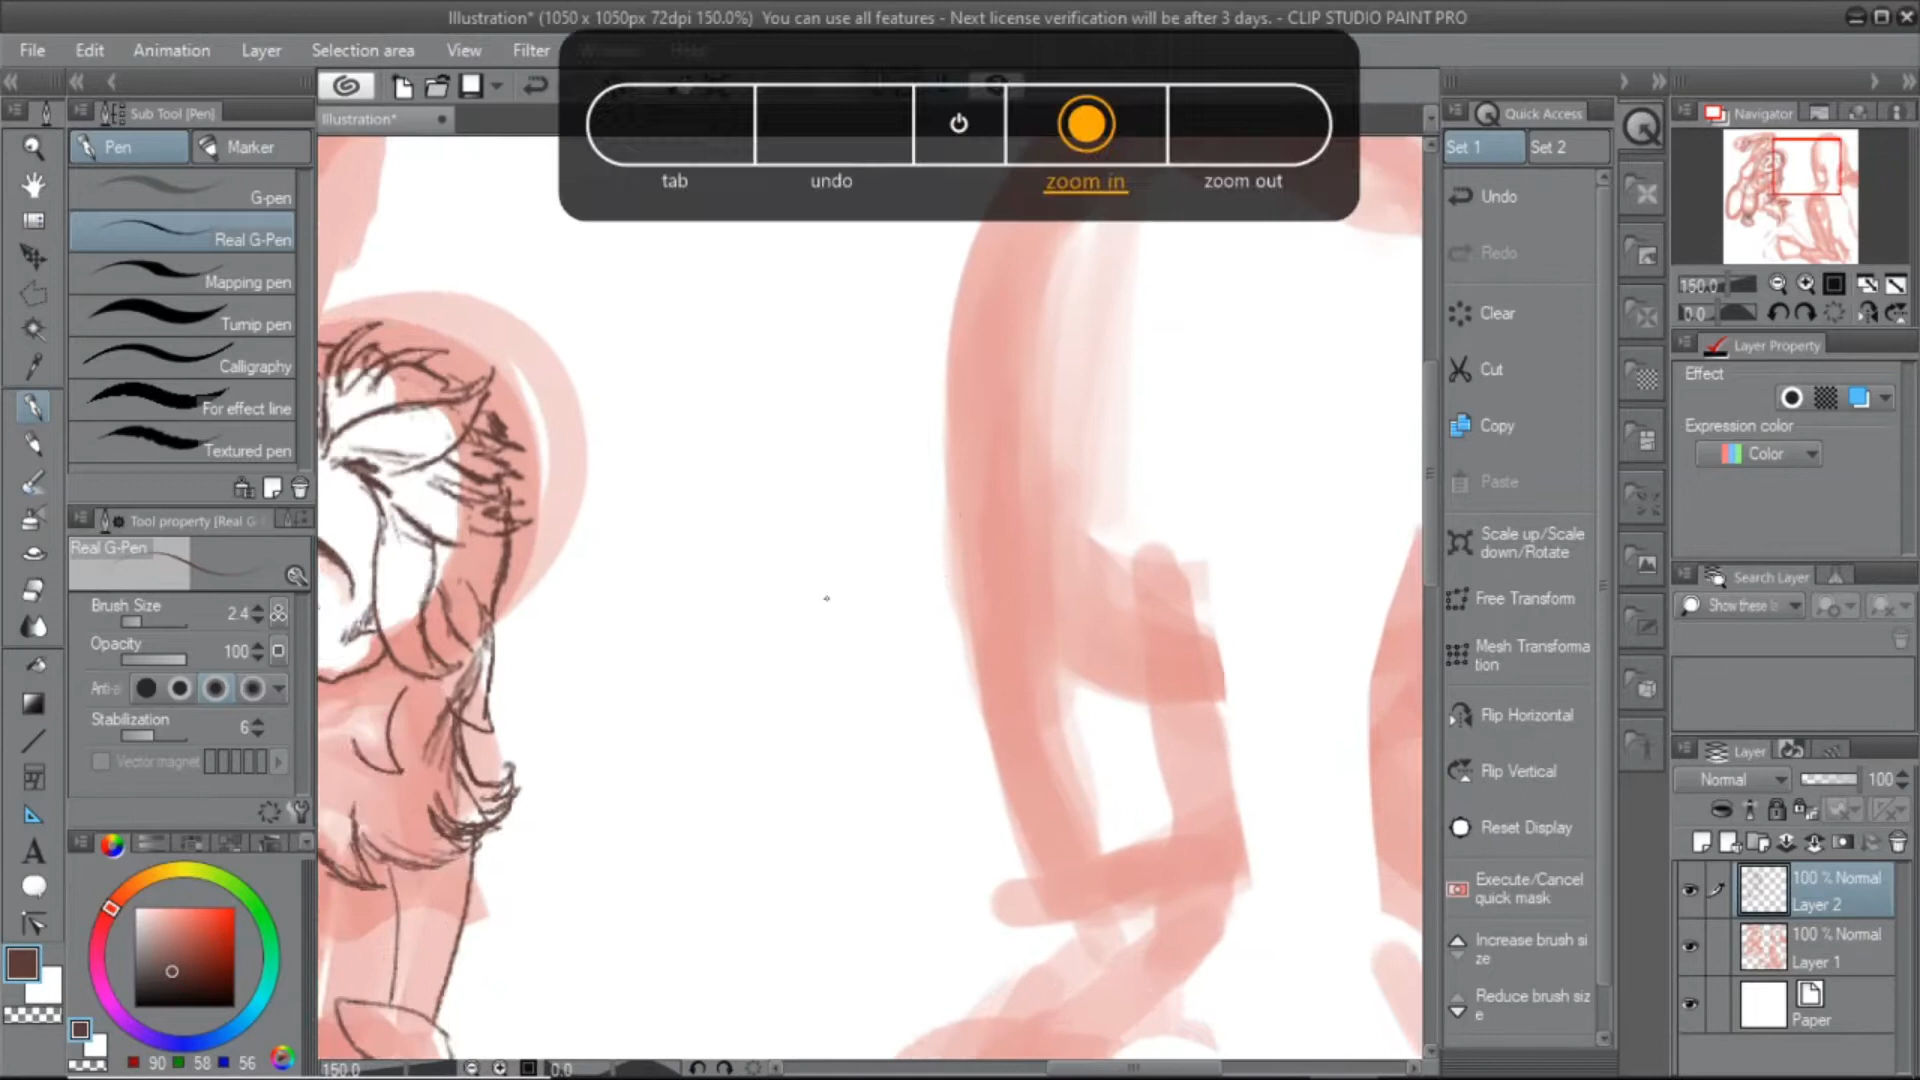 Illustration* (1050 x 1050px 72dpi 150.0%) You can use all features - Next license verification will be after 3 days. - CLIP STUDIO PAINT PRO
File Edit Animation Layer Selection area View Filter
tab undo zoom in zoom out
Sub Tool [Pen]
Pen Marker
G-pen
Real G-Pen
Mapping pen
Turnip pen
Calligraphy
For effect line
Textured pen
Tool property [Real G-
Real G-Pen
Brush Size 2.4
Opacity 100
Anti-a
Stabilization 6
Vector magnet
90 58 56
Illustration*
150.0 0.0
Quick Access
Set 1 Set 2
Undo
Redo
Clear
Cut
Copy
Paste
Scale up/Scale
down/Rotate
Free Transform
Mesh Transforma
tion
Flip Horizontal
Flip Vertical
Reset Display
Execute/Cancel
quick mask
Increase brush si
ze
Reduce brush siz
e
Navigator
150.0
0.0
Layer Property
Effect
Expression color
Color
Search Layer
Show these la
Layer
Normal 100
100 % Normal
Layer 2
100 % Normal
Layer 1
Paper